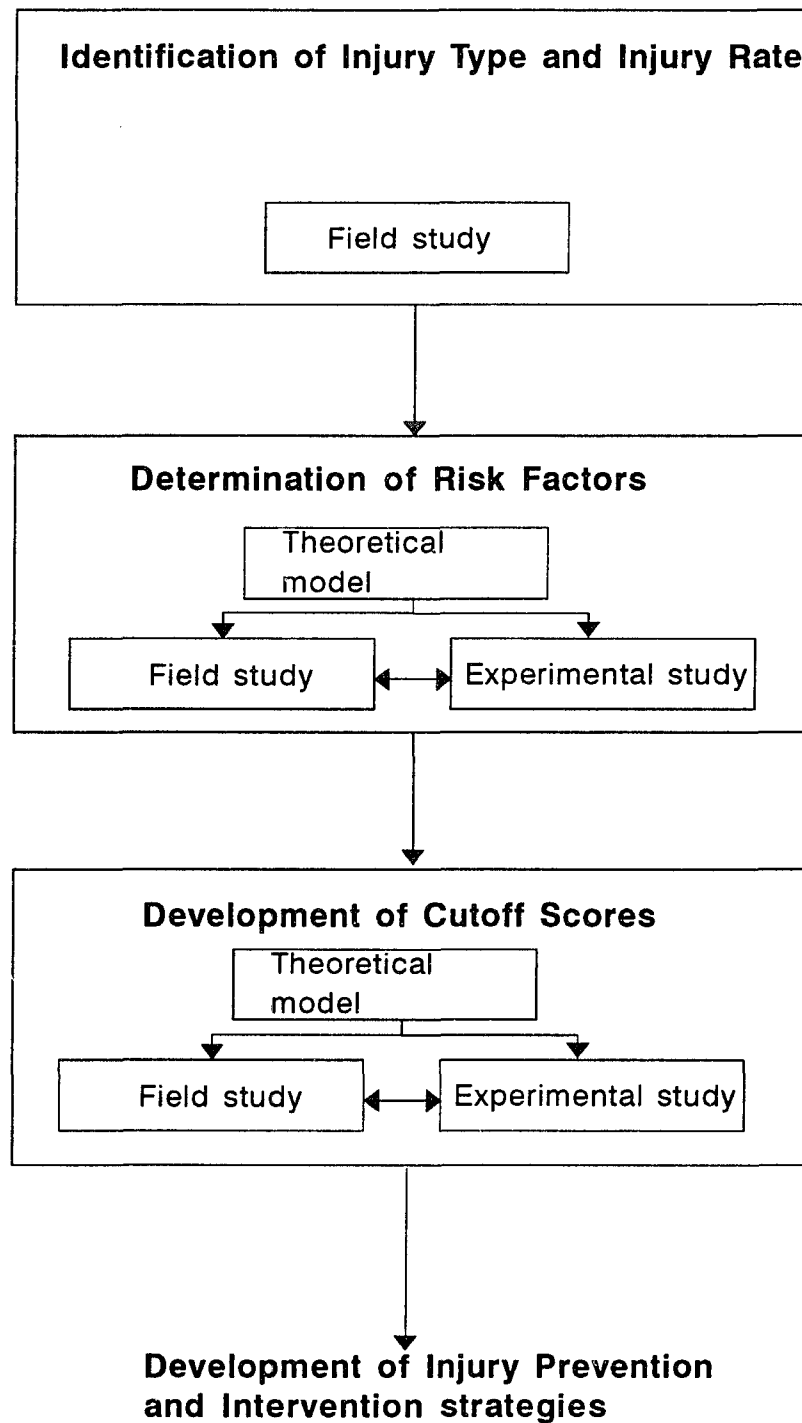 Identification of Injury Type and Injury Rate
Field study
Determination of Risk Factors
Theoretical
model
Field study
Experimental study
Development of Cutoff Scores
Theoretical
model
Field study
Experimental study
Development of Injury Prevention
and Intervention strategies